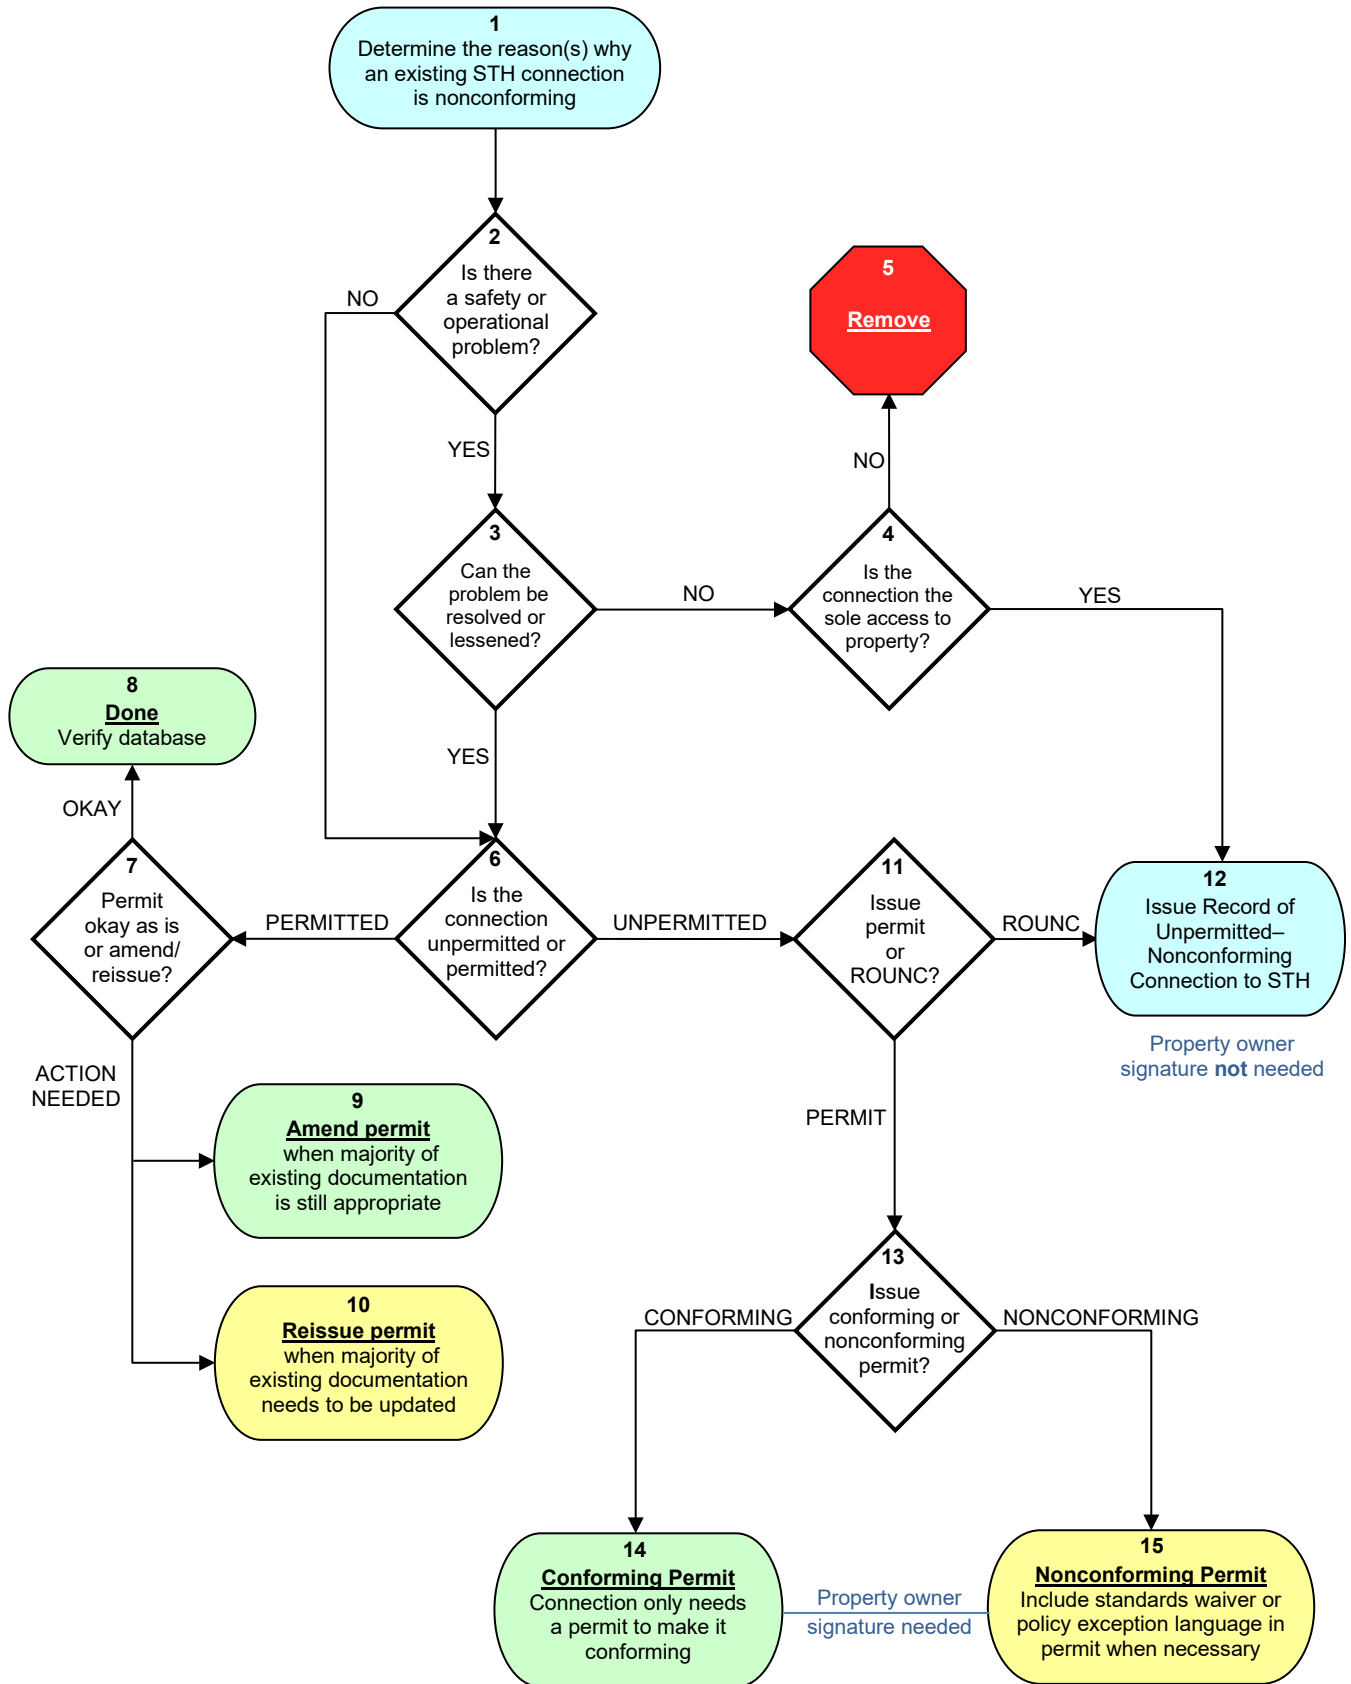 1
Determine the reason(s) why
an existing STH connection
is nonconforming
2
Is there
a safety or
operational
problem?
NO
YES
5
Remove
NO
3
Can the
problem be
resolved or
lessened?
NO
4
Is the
connection the
sole access to
property?
YES
YES
8
Done
Verify database
OKAY
7
Permit
okay as is
or amend/
reissue?
PERMITTED
6
Is the
connection
unpermitted or
permitted?
UNPERMITTED
11
Issue
permit
or
ROUNC?
ROUNC
12
Issue Record of
Unpermitted–
Nonconforming
Connection to STH
Property owner
signature not needed
ACTION
NEEDED
9
Amend permit
when majority of
existing documentation
is still appropriate
PERMIT
10
Reissue permit
when majority of
existing documentation
needs to be updated
13
Issue
conforming or
nonconforming
permit?
CONFORMING
NONCONFORMING
14
Conforming Permit
Connection only needs
a permit to make it
conforming
Property owner
signature needed
15
Nonconforming Permit
Include standards waiver or
policy exception language in
permit when necessary